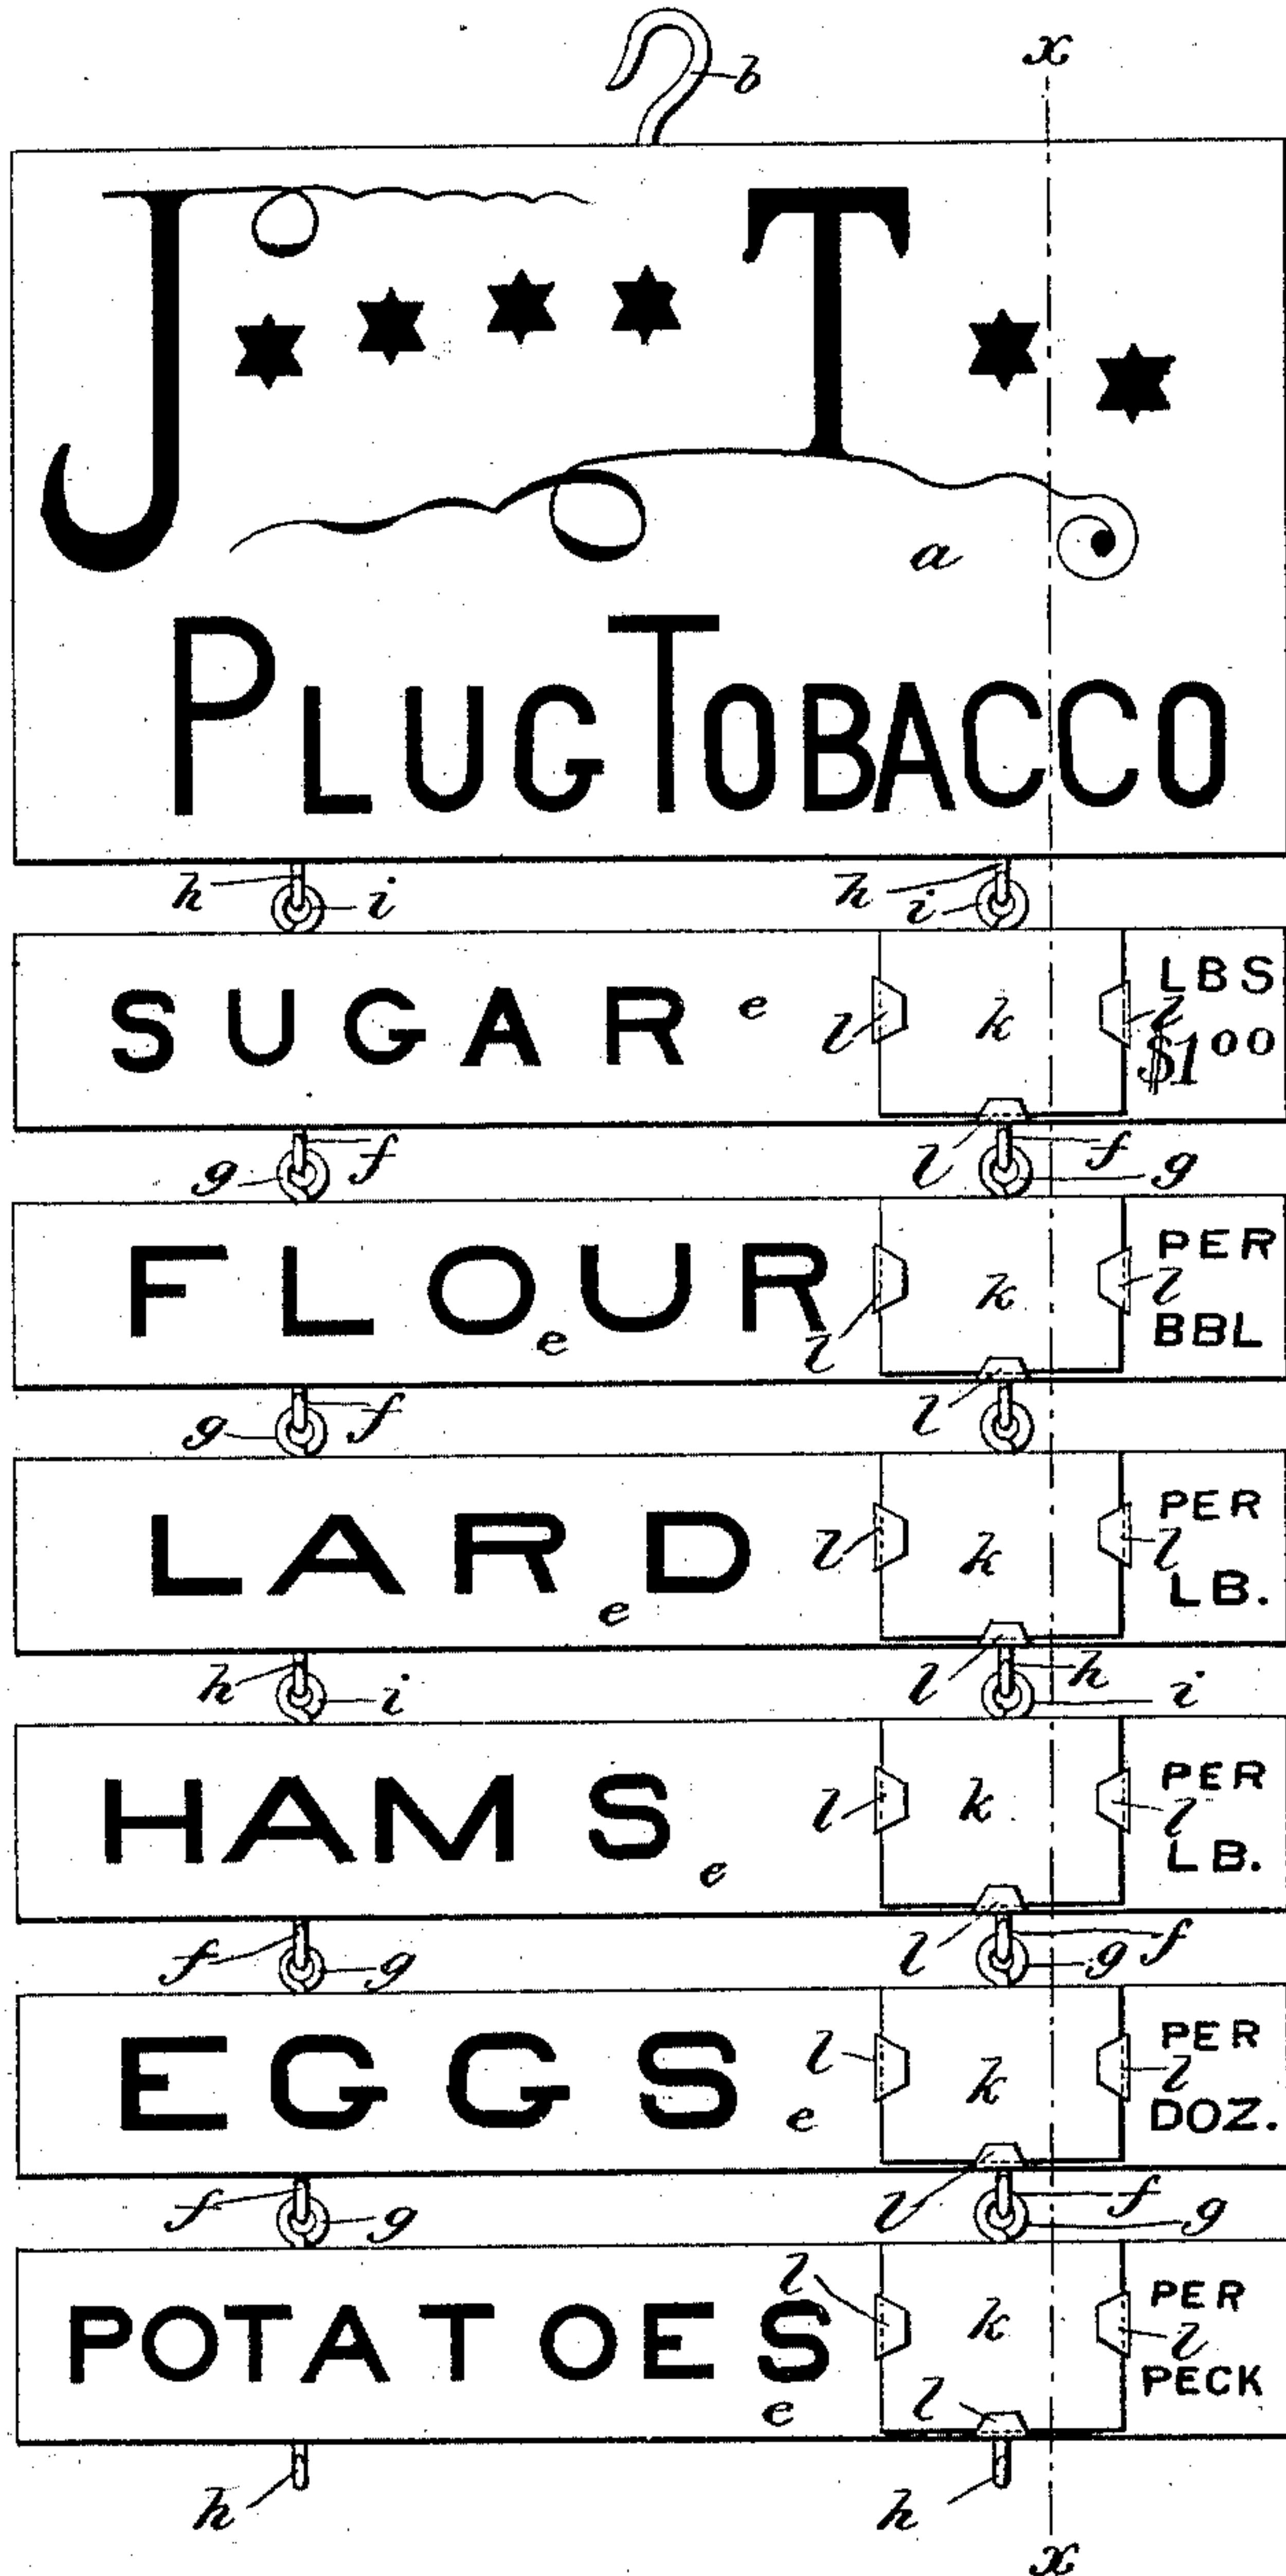 b x
J T
a
PLUG TOBACCO
h i h i
SUGAR e l k l LBS $1 00
l
g f f g
FLOUR e l k l PER BBL
l
g f
LARD e l k l PER LB.
l
h i h i
HAMS e l k l PER LB.
l
f g g f
EGGS e l k l PER DOZ.
l
f g f g
POTATOES e l k l PER PECK
l
h h
x